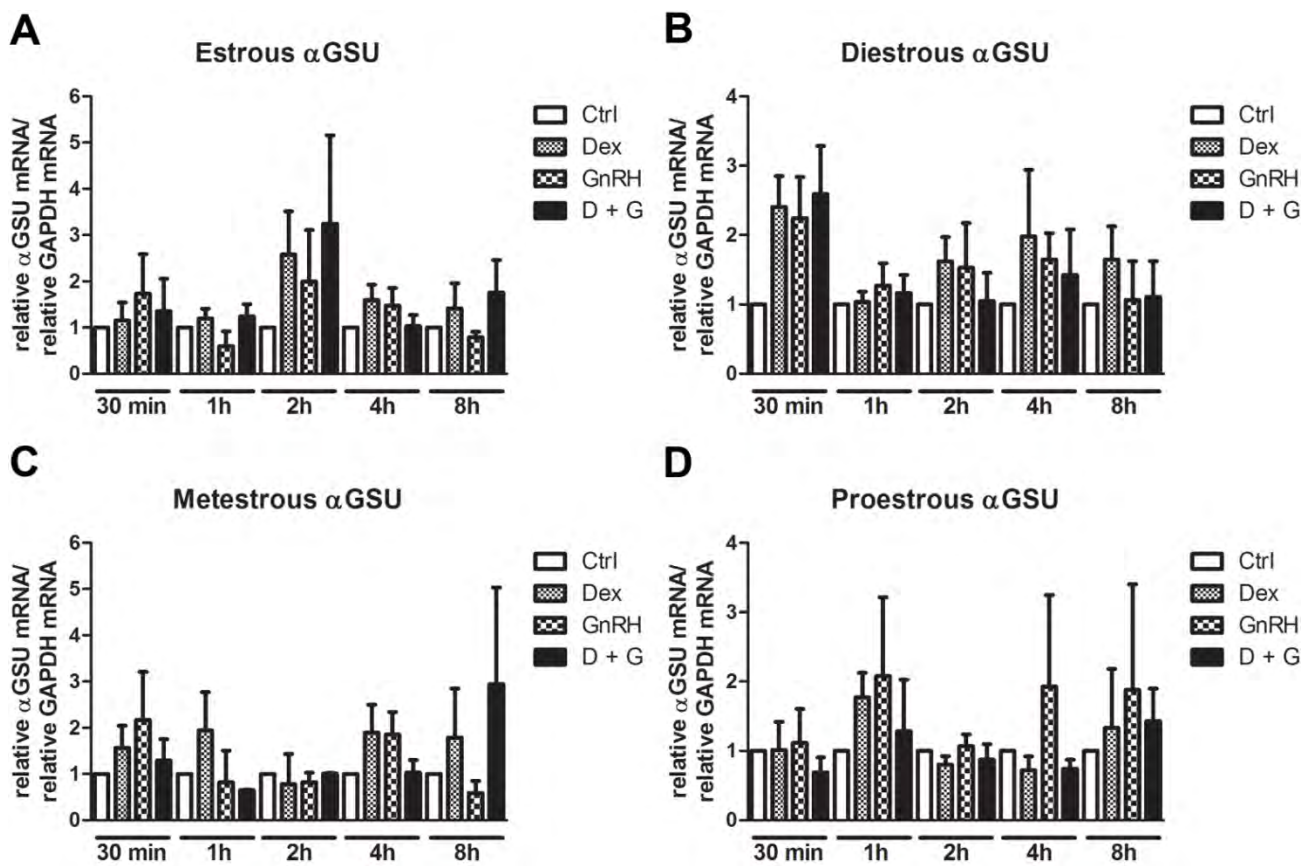 A
Estrous αGSU
relative αGSU mRNA/
relative GAPDH mRNA
6
5
4
3
2
1
0
30 min 1h 2h 4h 8h
Ctrl
Dex
GnRH
D + G
B
Diestrous αGSU
relative αGSU mRNA/
relative GAPDH mRNA
4
3
2
1
0
30 min 1h 2h 4h 8h
Ctrl
Dex
GnRH
D + G
C
Metestrous αGSU
relative αGSU mRNA/
relative GAPDH mRNA
6
5
4
3
2
1
0
30 min 1h 2h 4h 8h
Ctrl
Dex
GnRH
D + G
D
Proestrous αGSU
relative αGSU mRNA/
relative GAPDH mRNA
4
3
2
1
0
30 min 1h 2h 4h 8h
Ctrl
Dex
GnRH
D + G